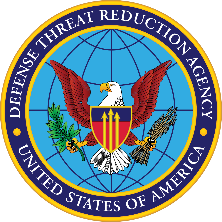 DEFENSE THREAT REDUCTION AGENCY
UNITED STATES OF AMERICA